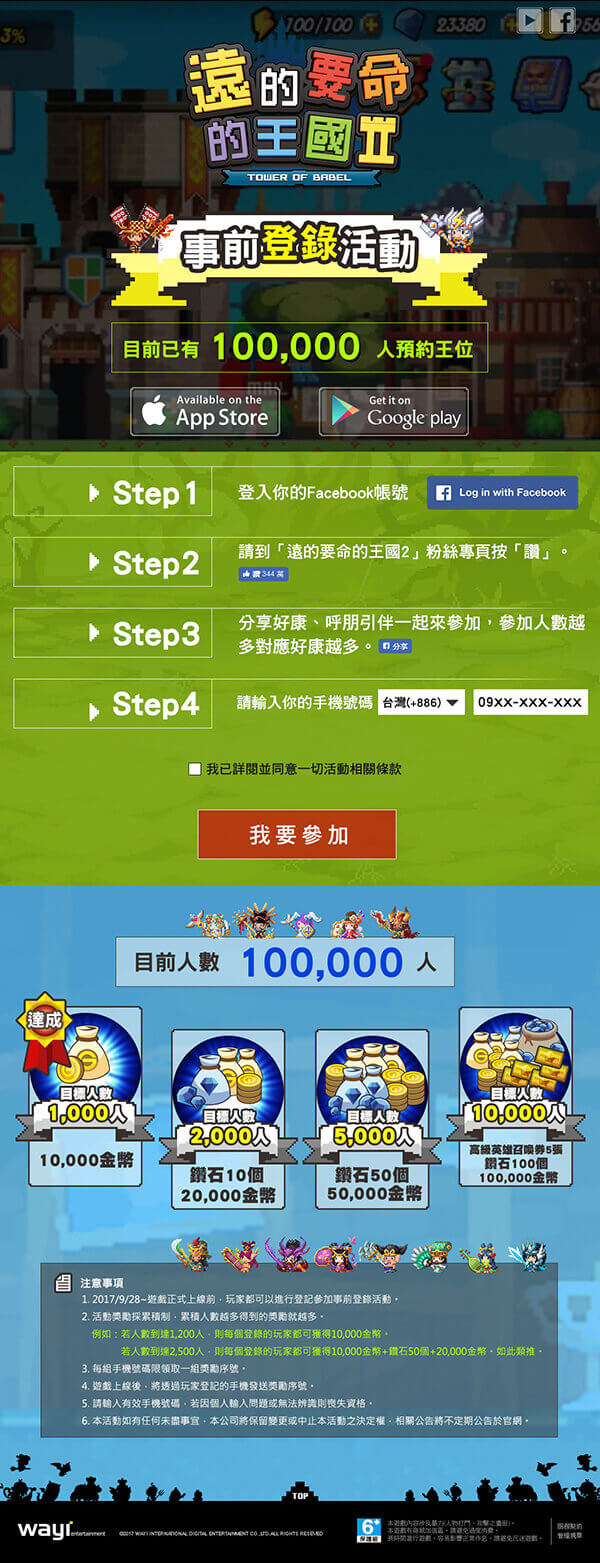 3%
100/100
23380
956
遠的要命
的王國II
TOWER OF BABEL
事前登錄活動
目前已有 100,000 人預約王位
Available on the
App Store
Get it on
Google play
Step 1
登入你的Facebook帳號
Log in with Facebook
Step2
請到「遠的要命的王國2」粉絲專頁按「讚」。
讚 344 萬
Step3
分享好康、呼朋引伴一起來參加，參加人數越
多對應好康越多。
分享
Step4
請輸入你的手機號碼 台灣(+886) 09XX-XXX-XXX
我已詳閱並同意一切活動相關條款
我要參加
目前人數 100,000 人
達成
目標人數
1,000人
10,000金幣
目標人數
2,000人
鑽石10個
20,000金幣
目標人數
5,000人
鑽石50個
50,000金幣
目標人數
10,000人
高級英雄召喚券5張
鑽石100個
100,000金幣
注意事項
1. 2017/9/28~遊戲正式上線前，玩家都可以進行登記參加事前登錄活動。
2. 活動獎勵採累積制，累積人數越多得到的獎勵就越多。
例如：若人數到達1,200人，則每個登錄的玩家都可獲得10,000金幣。
若人數到達2,500人，則每個登錄的玩家都可獲得10,000金幣+鑽石50個+20,000金幣。如此類推。
3. 每組手機號碼限領取一組獎勵序號。
4. 遊戲上線後，將透過玩家登記的手機發送獎勵序號。
5. 請輸入有效手機號碼，若因個人輸入問題或無法辨識則喪失資格。
6. 本活動如有任何未盡事宜，本公司將保留變更或中止本活動之決定權，相關公告將不定期公告於官網。
TOP
wayi entertainment
©2017 WAYI INTERNATIONAL DIGITAL ENTERTAINMENT CO.,LTD.ALL RIGHTS RESERVED
6+
保護級
本遊戲內容涉及暴力(人物打鬥、攻擊之畫面)。
本遊戲有商城加值區，請避免過度消費。
長時間進行遊戲，容易影響正常作息，請避免沉迷遊戲。
服務契約
管理規章